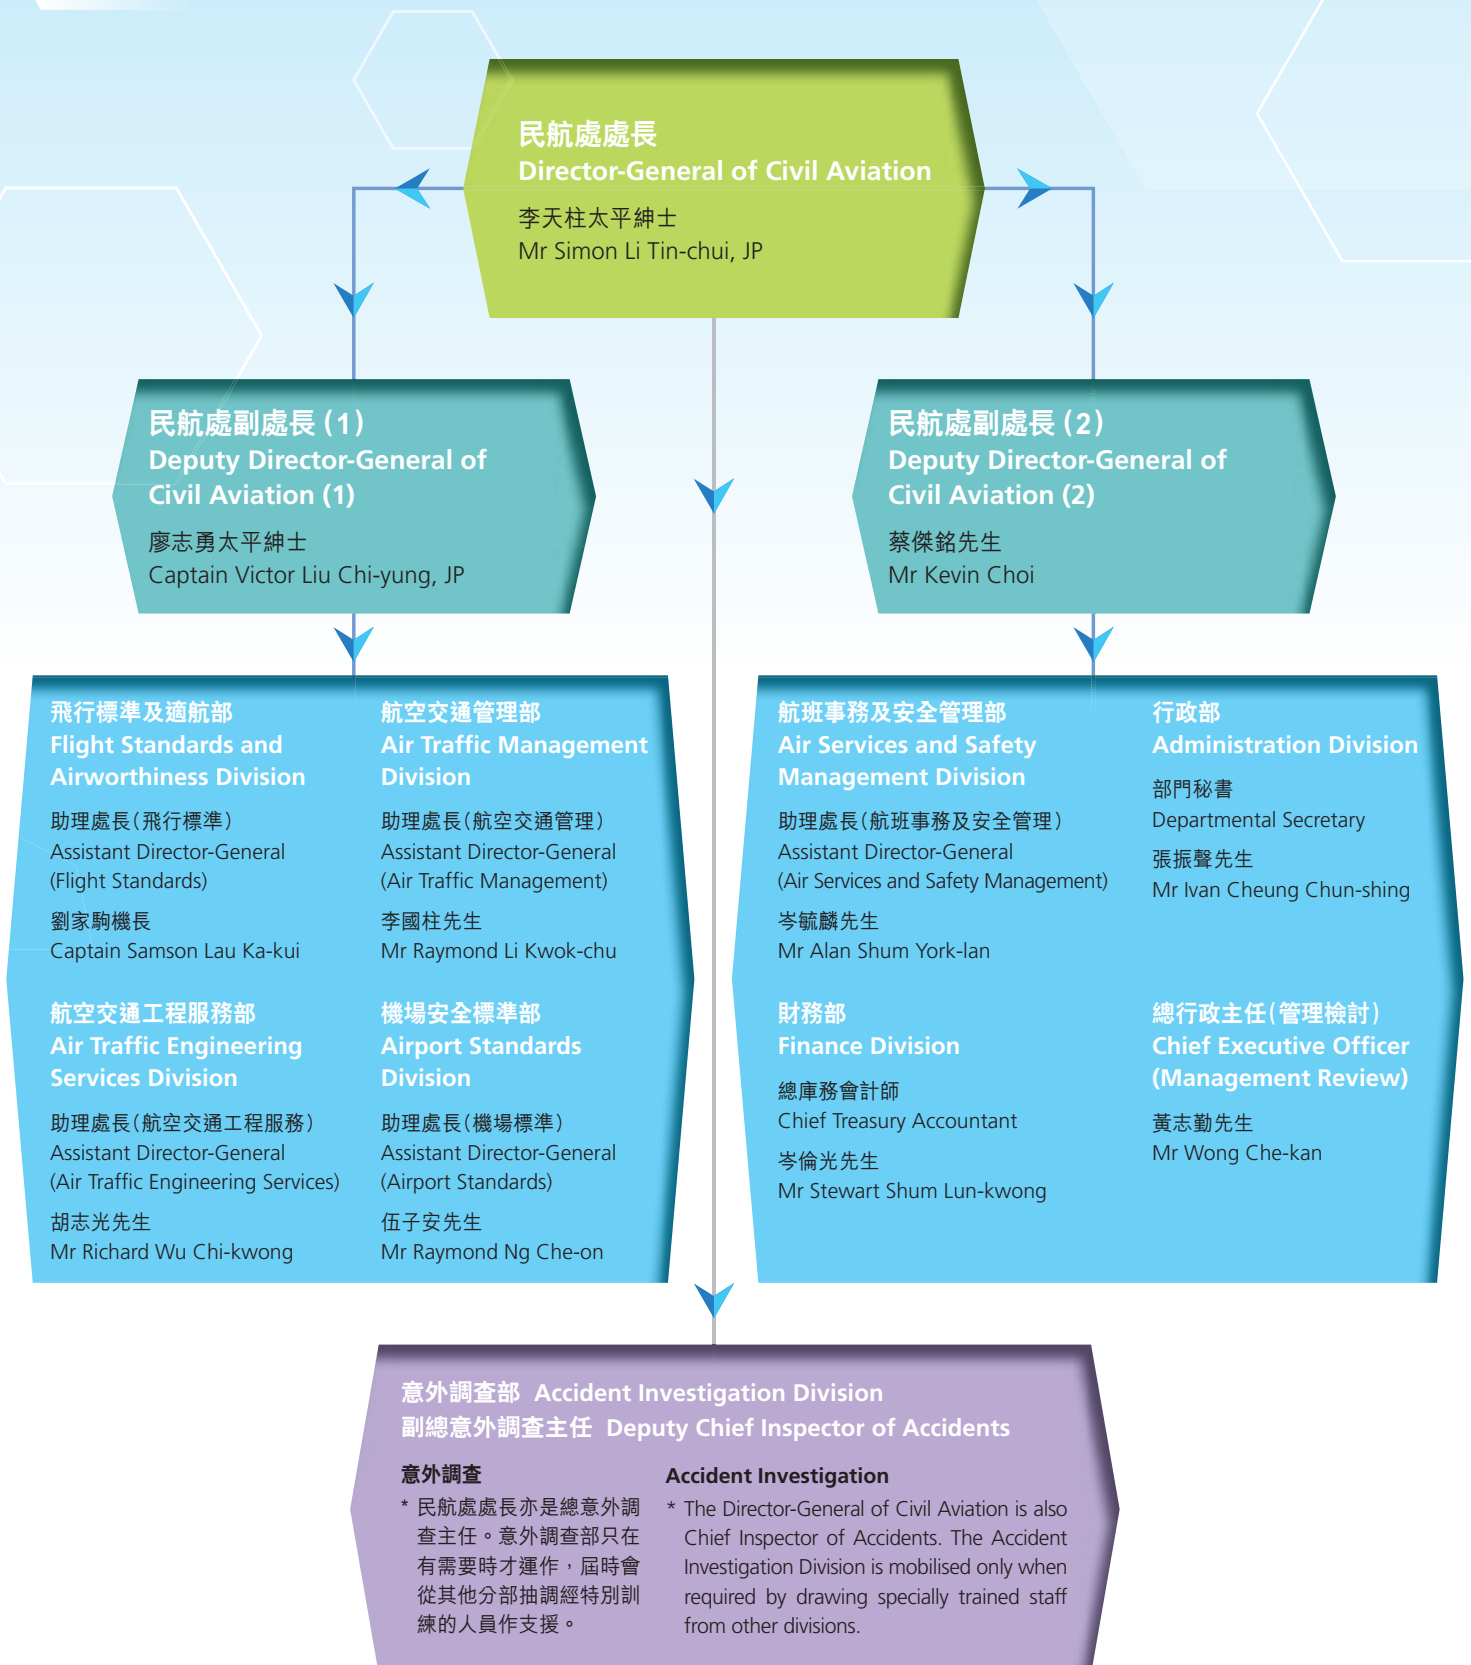 民航處處長
Director-General of Civil Aviation
李天柱太平紳士
Mr Simon Li Tin-chui, JP
民航處副處長 (1)
Deputy Director-General of
Civil Aviation (1)
廖志勇太平紳士
Captain Victor Liu Chi-yung, JP
民航處副處長 (2)
Deputy Director-General of
Civil Aviation (2)
蔡傑銘先生
Mr Kevin Choi
飛行標準及適航部
Flight Standards and
Airworthiness Division
助理處長(飛行標準)
Assistant Director-General
(Flight Standards)
劉家駒機長
Captain Samson Lau Ka-kui
航空交通管理部
Air Traffic Management
Division
助理處長(航空交通管理)
Assistant Director-General
(Air Traffic Management)
李國柱先生
Mr Raymond Li Kwok-chu
航空交通工程服務部
Air Traffic Engineering
Services Division
助理處長(航空交通工程服務)
Assistant Director-General
(Air Traffic Engineering Services)
胡志光先生
Mr Richard Wu Chi-kwong
機場安全標準部
Airport Standards
Division
助理處長(機場標準)
Assistant Director-General
(Airport Standards)
伍子安先生
Mr Raymond Ng Che-on
航班事務及安全管理部
Air Services and Safety
Management Division
助理處長(航班事務及安全管理)
Assistant Director-General
(Air Services and Safety Management)
岑毓麟先生
Mr Alan Shum York-lan
行政部
Administration Division
部門秘書
Departmental Secretary
張振聲先生
Mr Ivan Cheung Chun-shing
財務部
Finance Division
總庫務會計師
Chief Treasury Accountant
岑倫光先生
Mr Stewart Shum Lun-kwong
總行政主任(管理檢討)
Chief Executive Officer
(Management Review)
黃志勤先生
Mr Wong Che-kan
意外調查部 Accident Investigation Division
副總意外調查主任 Deputy Chief Inspector of Accidents
意外調查
* 民航處處長亦是總意外調
查主任。意外調查部只在
有需要時才運作,屆時會
從其他分部抽調經特別訓
練的人員作支援。
Accident Investigation
* The Director-General of Civil Aviation is also
Chief Inspector of Accidents. The Accident
Investigation Division is mobilised only when
required by drawing specially trained staff
from other divisions.